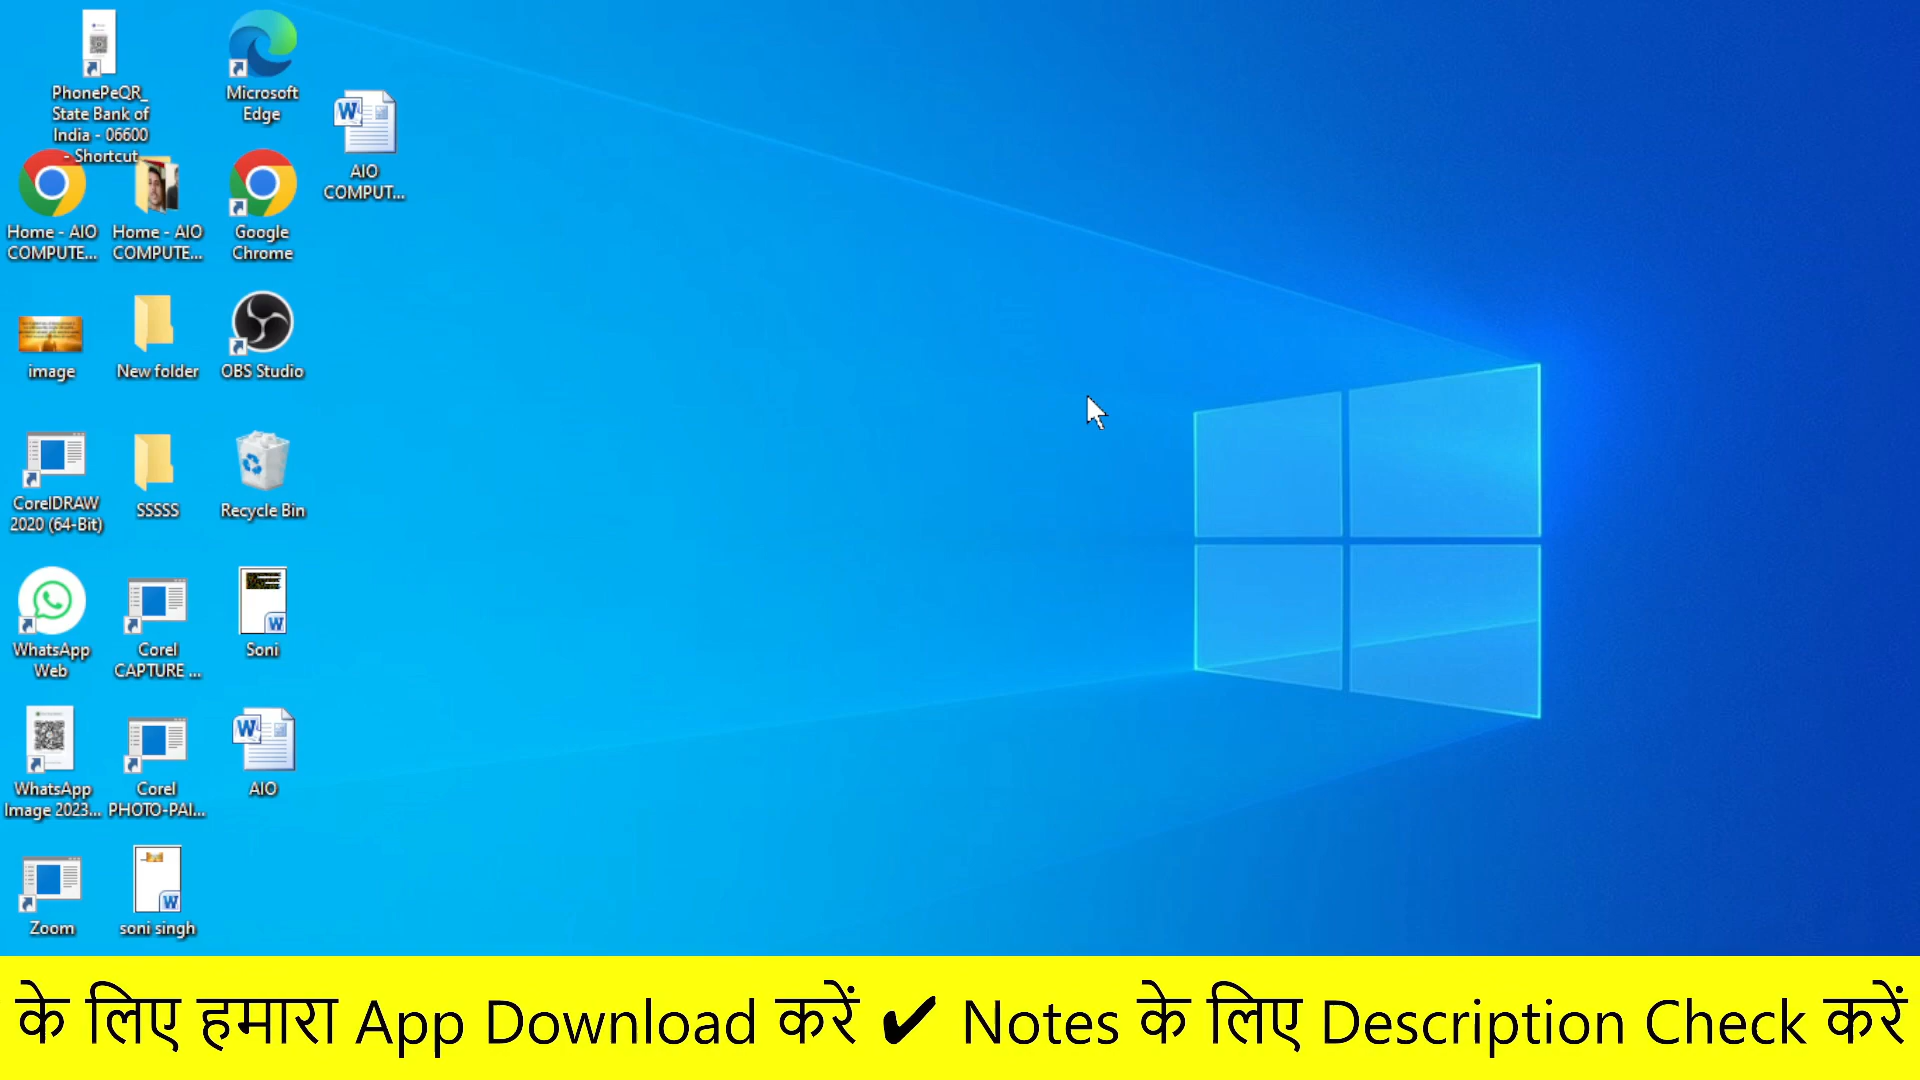 PhonePeQR_
State Bank of
India - 06600
- Shortcut
Microsoft
Edge
AIO
COMPUT...
Home - AIO
COMPUTE...
Home - AIO
COMPUTE...
Google
Chrome
image
New folder
OBS Studio
CorelDRAW
2020 (64-Bit)
SSSSS
Recycle Bin
WhatsApp
Web
Corel
CAPTURE ...
Soni
WhatsApp
Image 2023...
Corel
PHOTO-PAI...
AIO
Zoom
soni singh
के लिए हमारा App Download करें ✔ Notes के लिए Description Check करें